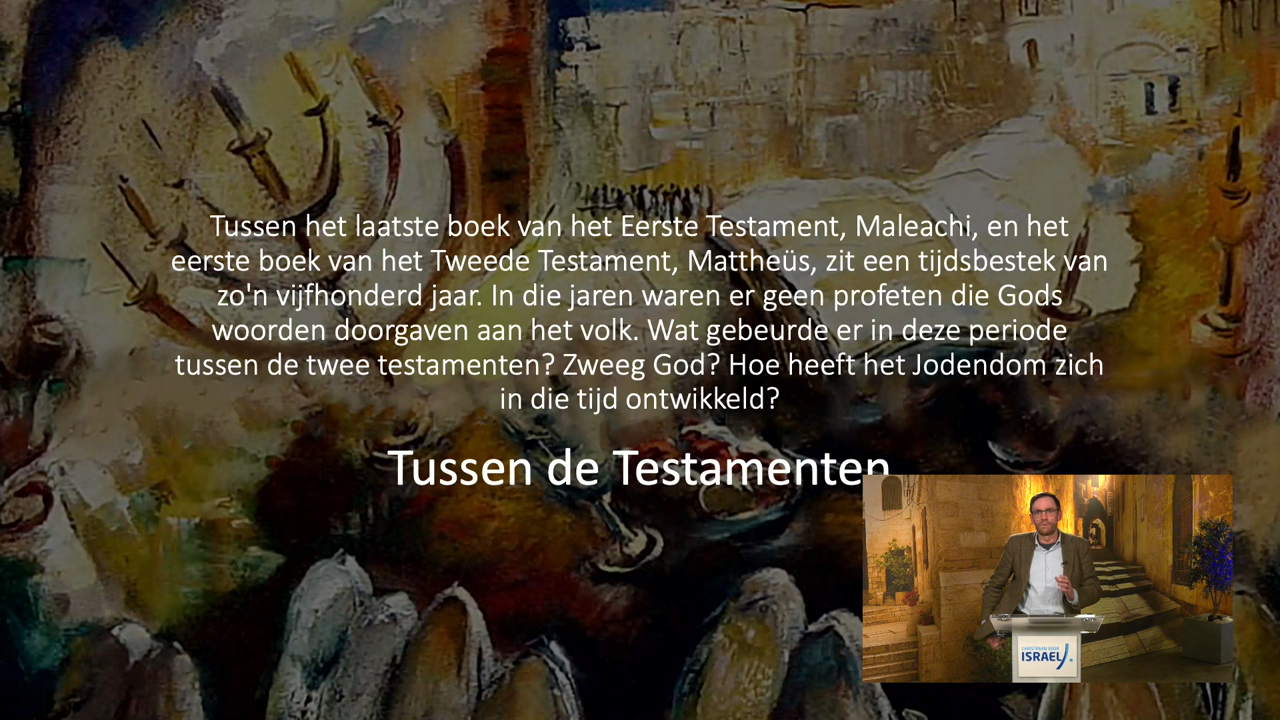 Tussen het laatste boek van het Eerste Testament, Maleachi, en het
eerste boek van het Tweede Testament, Mattheüs, zit een tijdsbestek van
zo'n vijfhonderd jaar. In die jaren waren er geen profeten die Gods
woorden doorgaven aan het volk. Wat gebeurde er in deze periode
tussen de twee testamenten? Zweeg God? Hoe heeft het Jodendom zich
in die tijd ontwikkeld?
Tussen de Testamenten
CHRISTENEN VOOR
ISRAEL